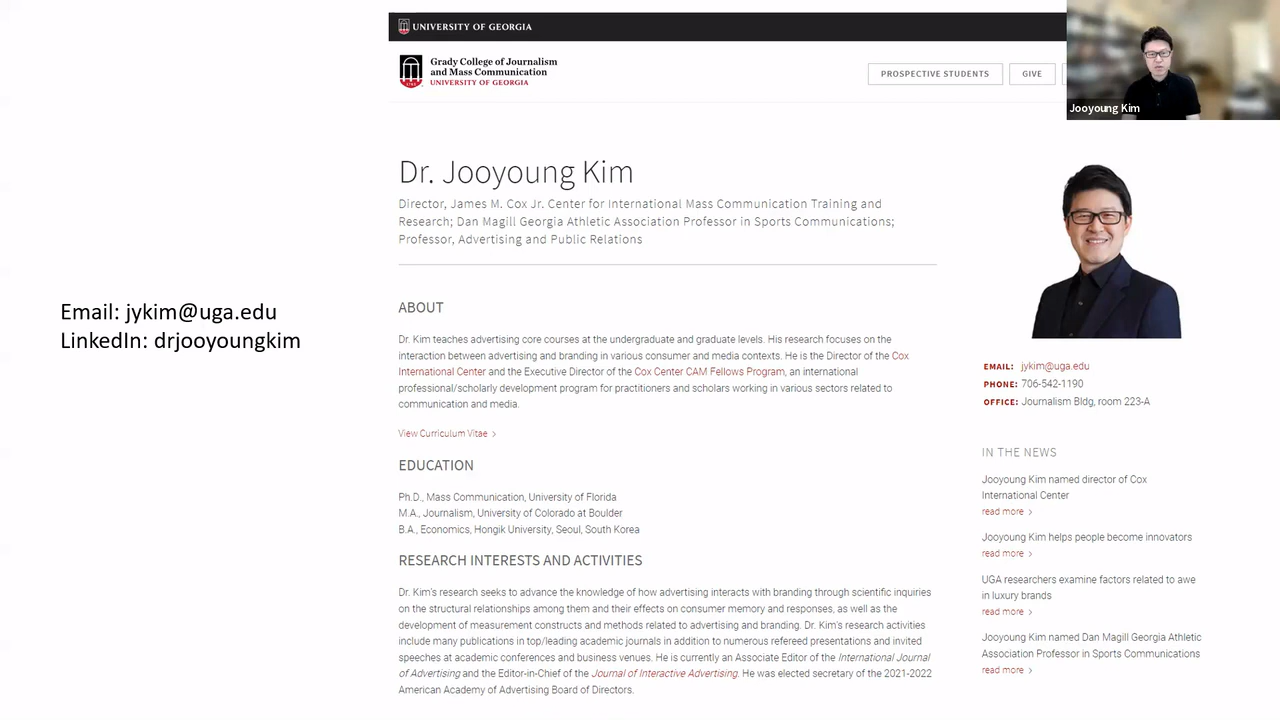 UNIVERSITY OF GEORGIA
Grady College of Journalism
and Mass Communication
UNIVERSITY OF GEORGIA
PROSPECTIVE STUDENTS
GIVE
Jooyoung Kim
Dr. Jooyoung Kim
Director, James M. Cox Jr. Center for International Mass Communication Training and
Research; Dan Magill Georgia Athletic Association Professor in Sports Communications;
Professor, Advertising and Public Relations
Email: jykim@uga.edu
LinkedIn: drjooyoungkim
ABOUT
Dr. Kim teaches advertising core courses at the undergraduate and graduate levels. His research focuses on the
interaction between advertising and branding in various consumer and media contexts. He is the Director of the Cox
International Center and the Executive Director of the Cox Center CAM Fellows Program, an international
professional/scholarly development program for practitioners and scholars working in various sectors related to
communication and media.
View Curriculum Vitae >
EDUCATION
Ph.D., Mass Communication, University of Florida
M.A., Journalism, University of Colorado at Boulder
B.A., Economics, Hongik University, Seoul, South Korea
RESEARCH INTERESTS AND ACTIVITIES
Dr. Kim's research seeks to advance the knowledge of how advertising interacts with branding through scientific inquiries
on the structural relationships among them and their effects on consumer memory and responses, as well as the
development of measurement constructs and methods related to advertising and branding. Dr. Kim's research activities
include many publications in top/leading academic journals in addition to numerous refereed presentations and invited
speeches at academic conferences and business venues. He is currently an Associate Editor of the International Journal
of Advertising and the Editor-in-Chief of the Journal of Interactive Advertising. He was elected secretary of the 2021-2022
American Academy of Advertising Board of Directors.
EMAIL: jykim@uga.edu
PHONE: 706-542-1190
OFFICE: Journalism Bldg, room 223-A
IN THE NEWS
Jooyoung Kim named director of Cox
International Center
read more >
Jooyoung Kim helps people become innovators
read more >
UGA researchers examine factors related to awe
in luxury brands
read more >
Jooyoung Kim named Dan Magill Georgia Athletic
Association Professor in Sports Communications
read more >